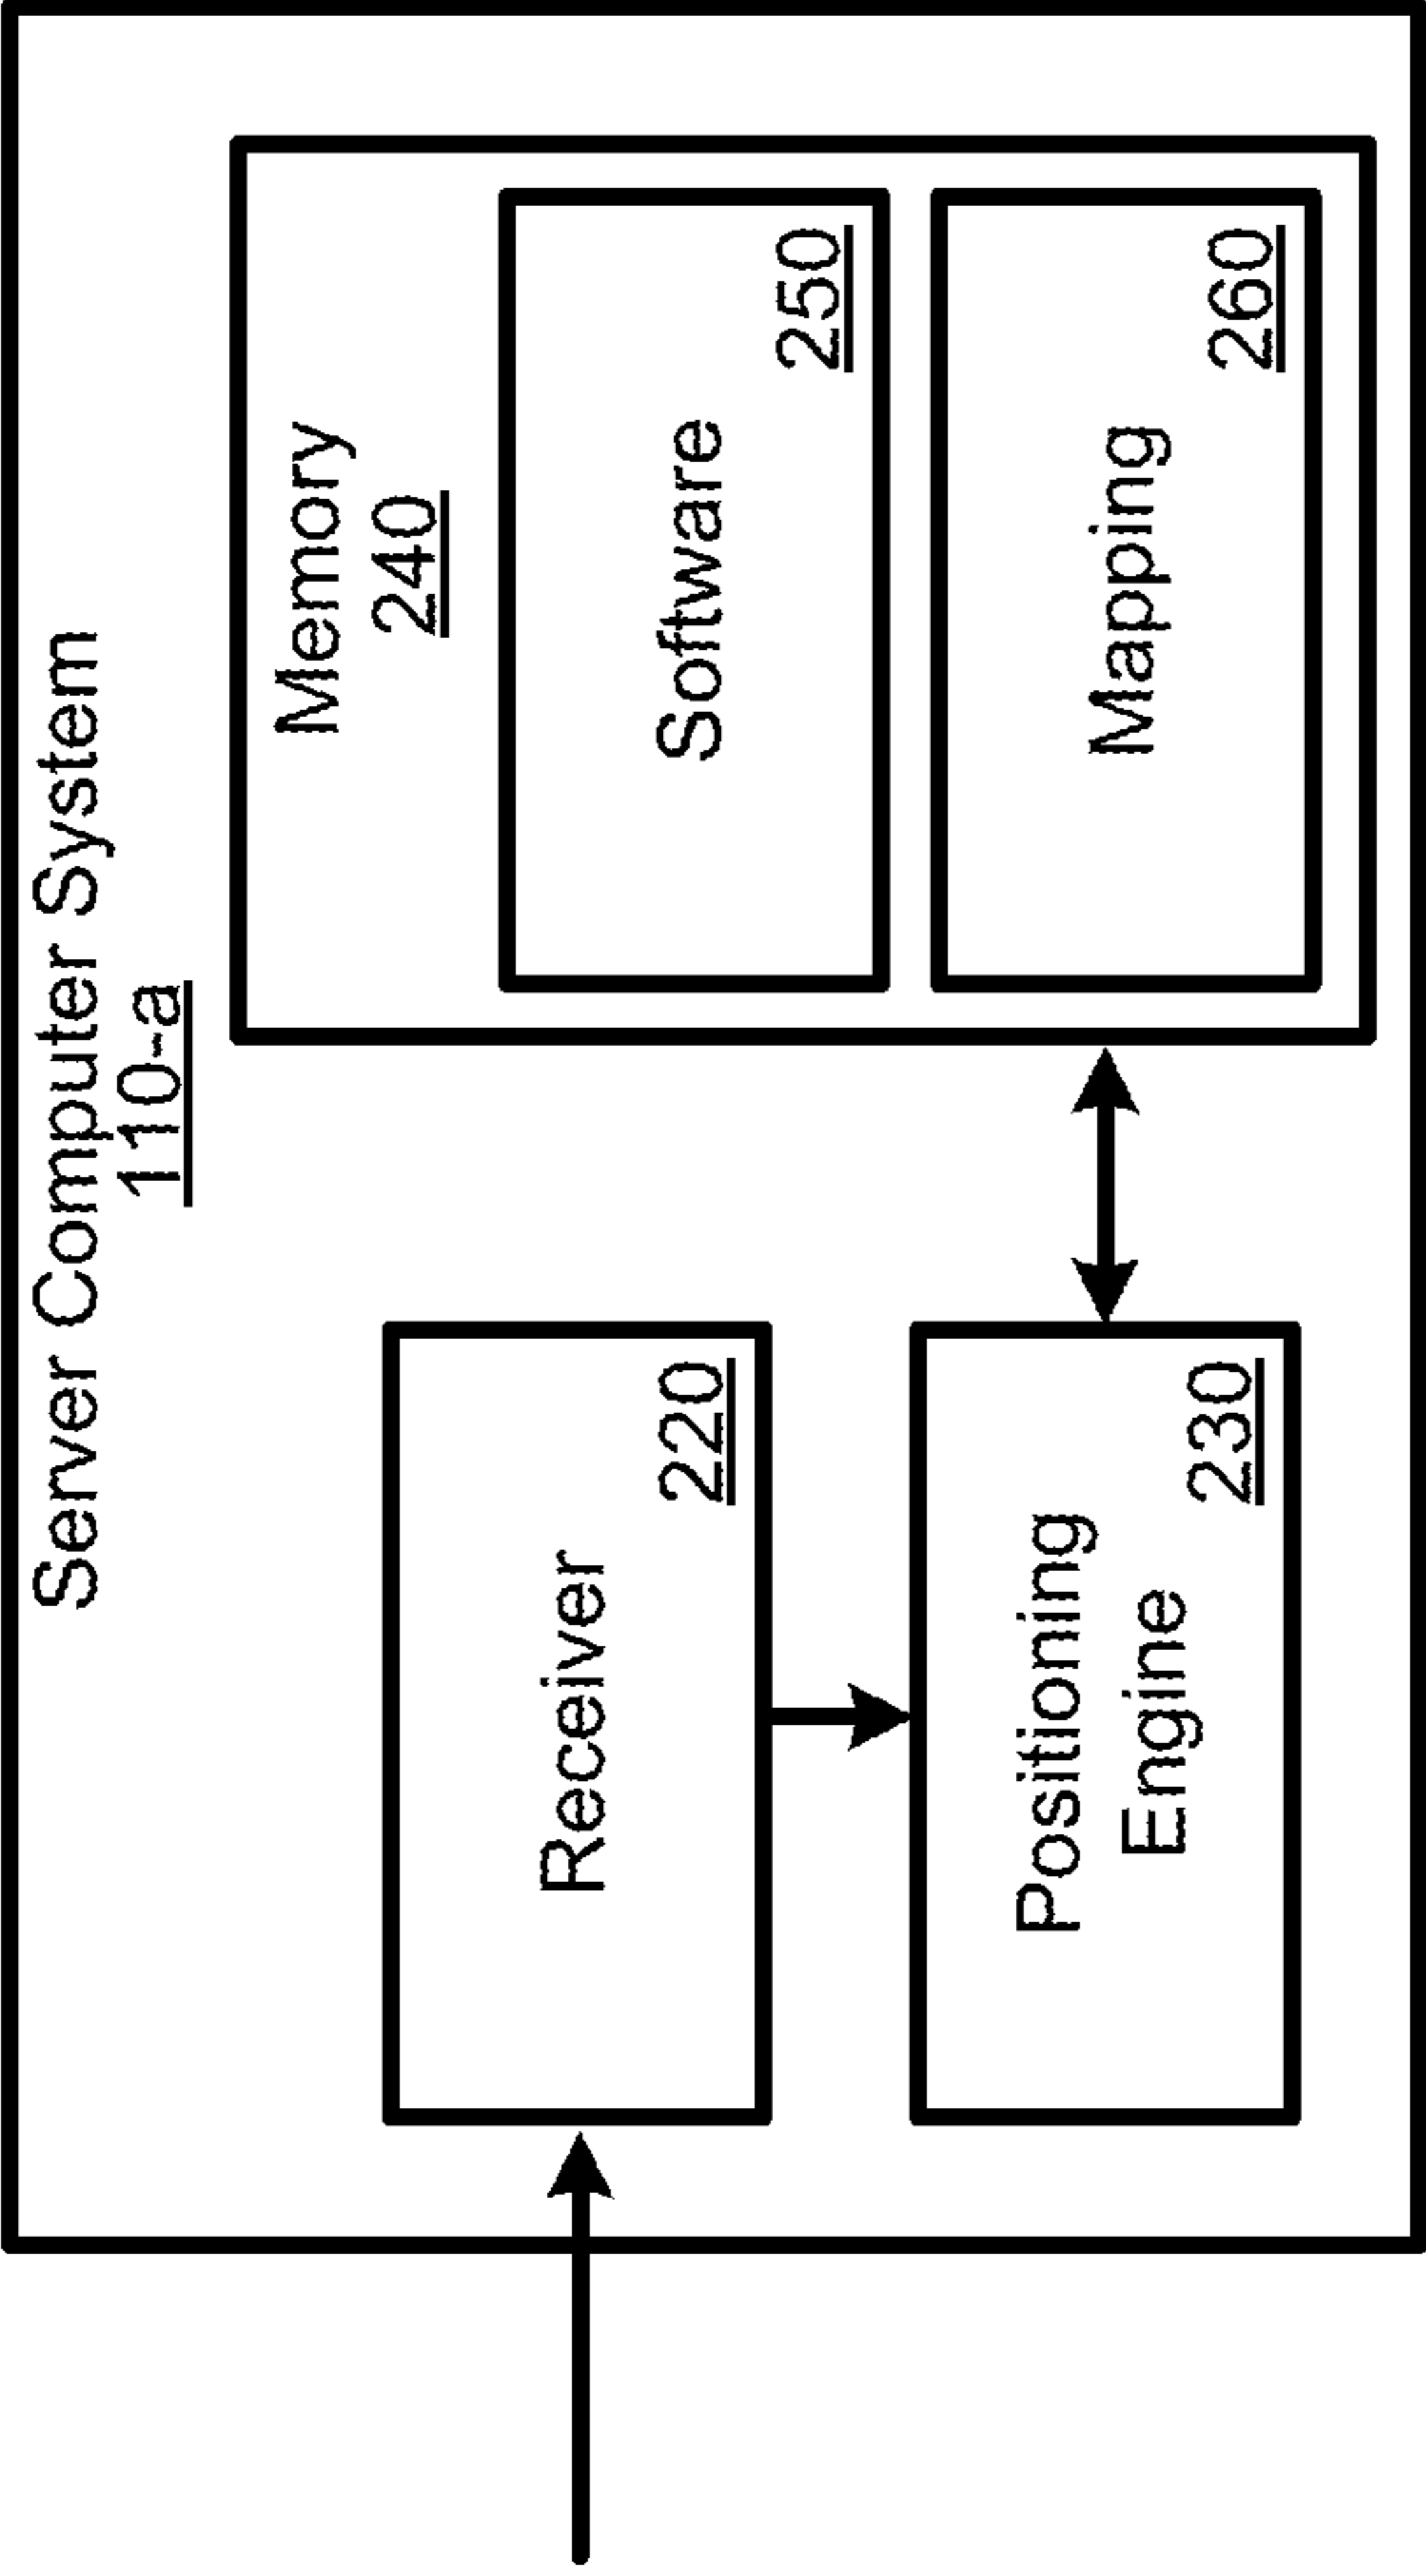 Server Computer System
110-a
Receiver
220
Positioning
Engine
230
Memory
240
Software
250
Mapping
260